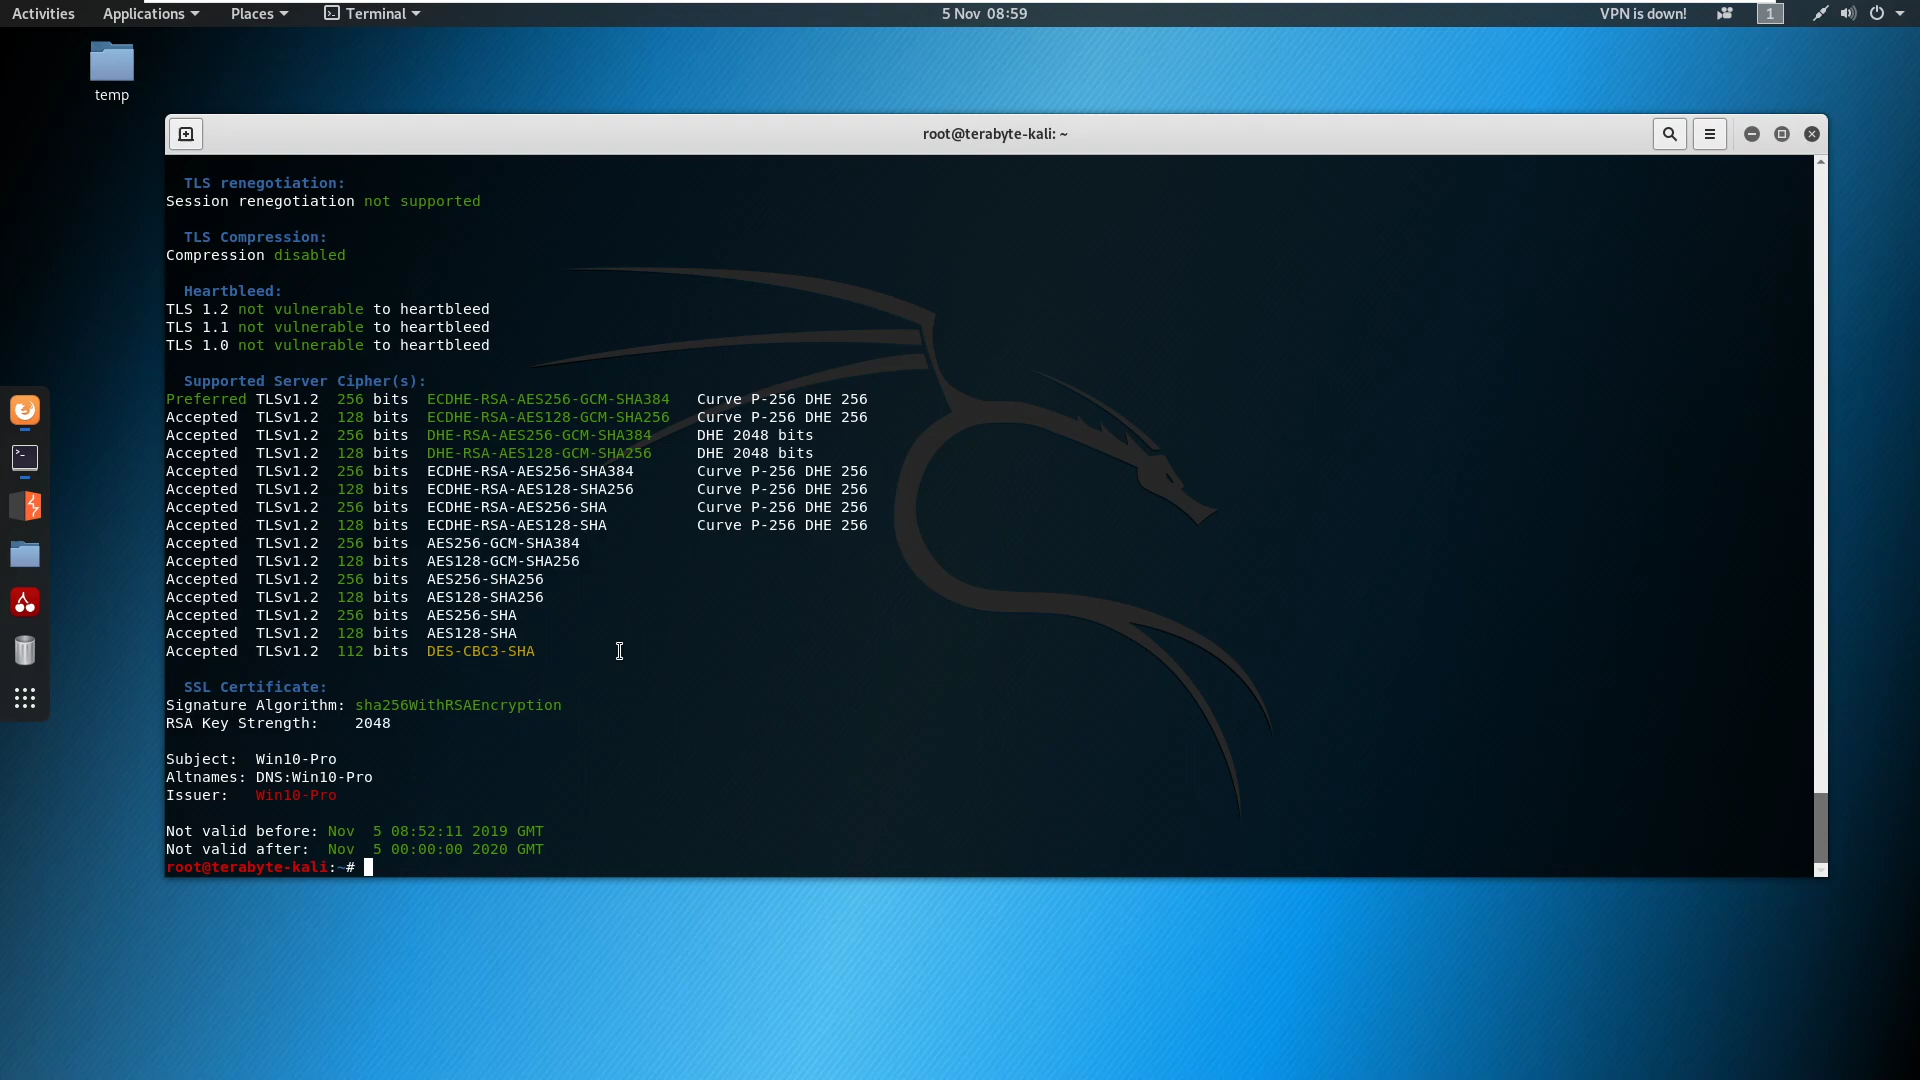 Activities Applications Places Terminal 5 Nov 08:59 VPN is down! 1
temp
root@terabyte-kali: ~
TLS renegotiation:
Session renegotiation not supported
TLS Compression:
Compression disabled
Heartbleed:
TLS 1.2 not vulnerable to heartbleed
TLS 1.1 not vulnerable to heartbleed
TLS 1.0 not vulnerable to heartbleed
Supported Server Cipher(s):
Preferred TLSv1.2 256 bits ECDHE-RSA-AES256-GCM-SHA384 Curve P-256 DHE 256
Accepted TLSv1.2 128 bits ECDHE-RSA-AES128-GCM-SHA256 Curve P-256 DHE 256
Accepted TLSv1.2 256 bits DHE-RSA-AES256-GCM-SHA384 DHE 2048 bits
Accepted TLSv1.2 128 bits DHE-RSA-AES128-GCM-SHA256 DHE 2048 bits
Accepted TLSv1.2 256 bits ECDHE-RSA-AES256-SHA384 Curve P-256 DHE 256
Accepted TLSv1.2 128 bits ECDHE-RSA-AES128-SHA256 Curve P-256 DHE 256
Accepted TLSv1.2 256 bits ECDHE-RSA-AES256-SHA Curve P-256 DHE 256
Accepted TLSv1.2 128 bits ECDHE-RSA-AES128-SHA Curve P-256 DHE 256
Accepted TLSv1.2 256 bits AES256-GCM-SHA384
Accepted TLSv1.2 128 bits AES128-GCM-SHA256
Accepted TLSv1.2 256 bits AES256-SHA256
Accepted TLSv1.2 128 bits AES128-SHA256
Accepted TLSv1.2 256 bits AES256-SHA
Accepted TLSv1.2 128 bits AES128-SHA
Accepted TLSv1.2 112 bits DES-CBC3-SHA
SSL Certificate:
Signature Algorithm: sha256WithRSAEncryption
RSA Key Strength: 2048
Subject: Win10-Pro
Altnames: DNS:Win10-Pro
Issuer: Win10-Pro
Not valid before: Nov 5 08:52:11 2019 GMT
Not valid after: Nov 5 00:00:00 2020 GMT
root@terabyte-kali:~#